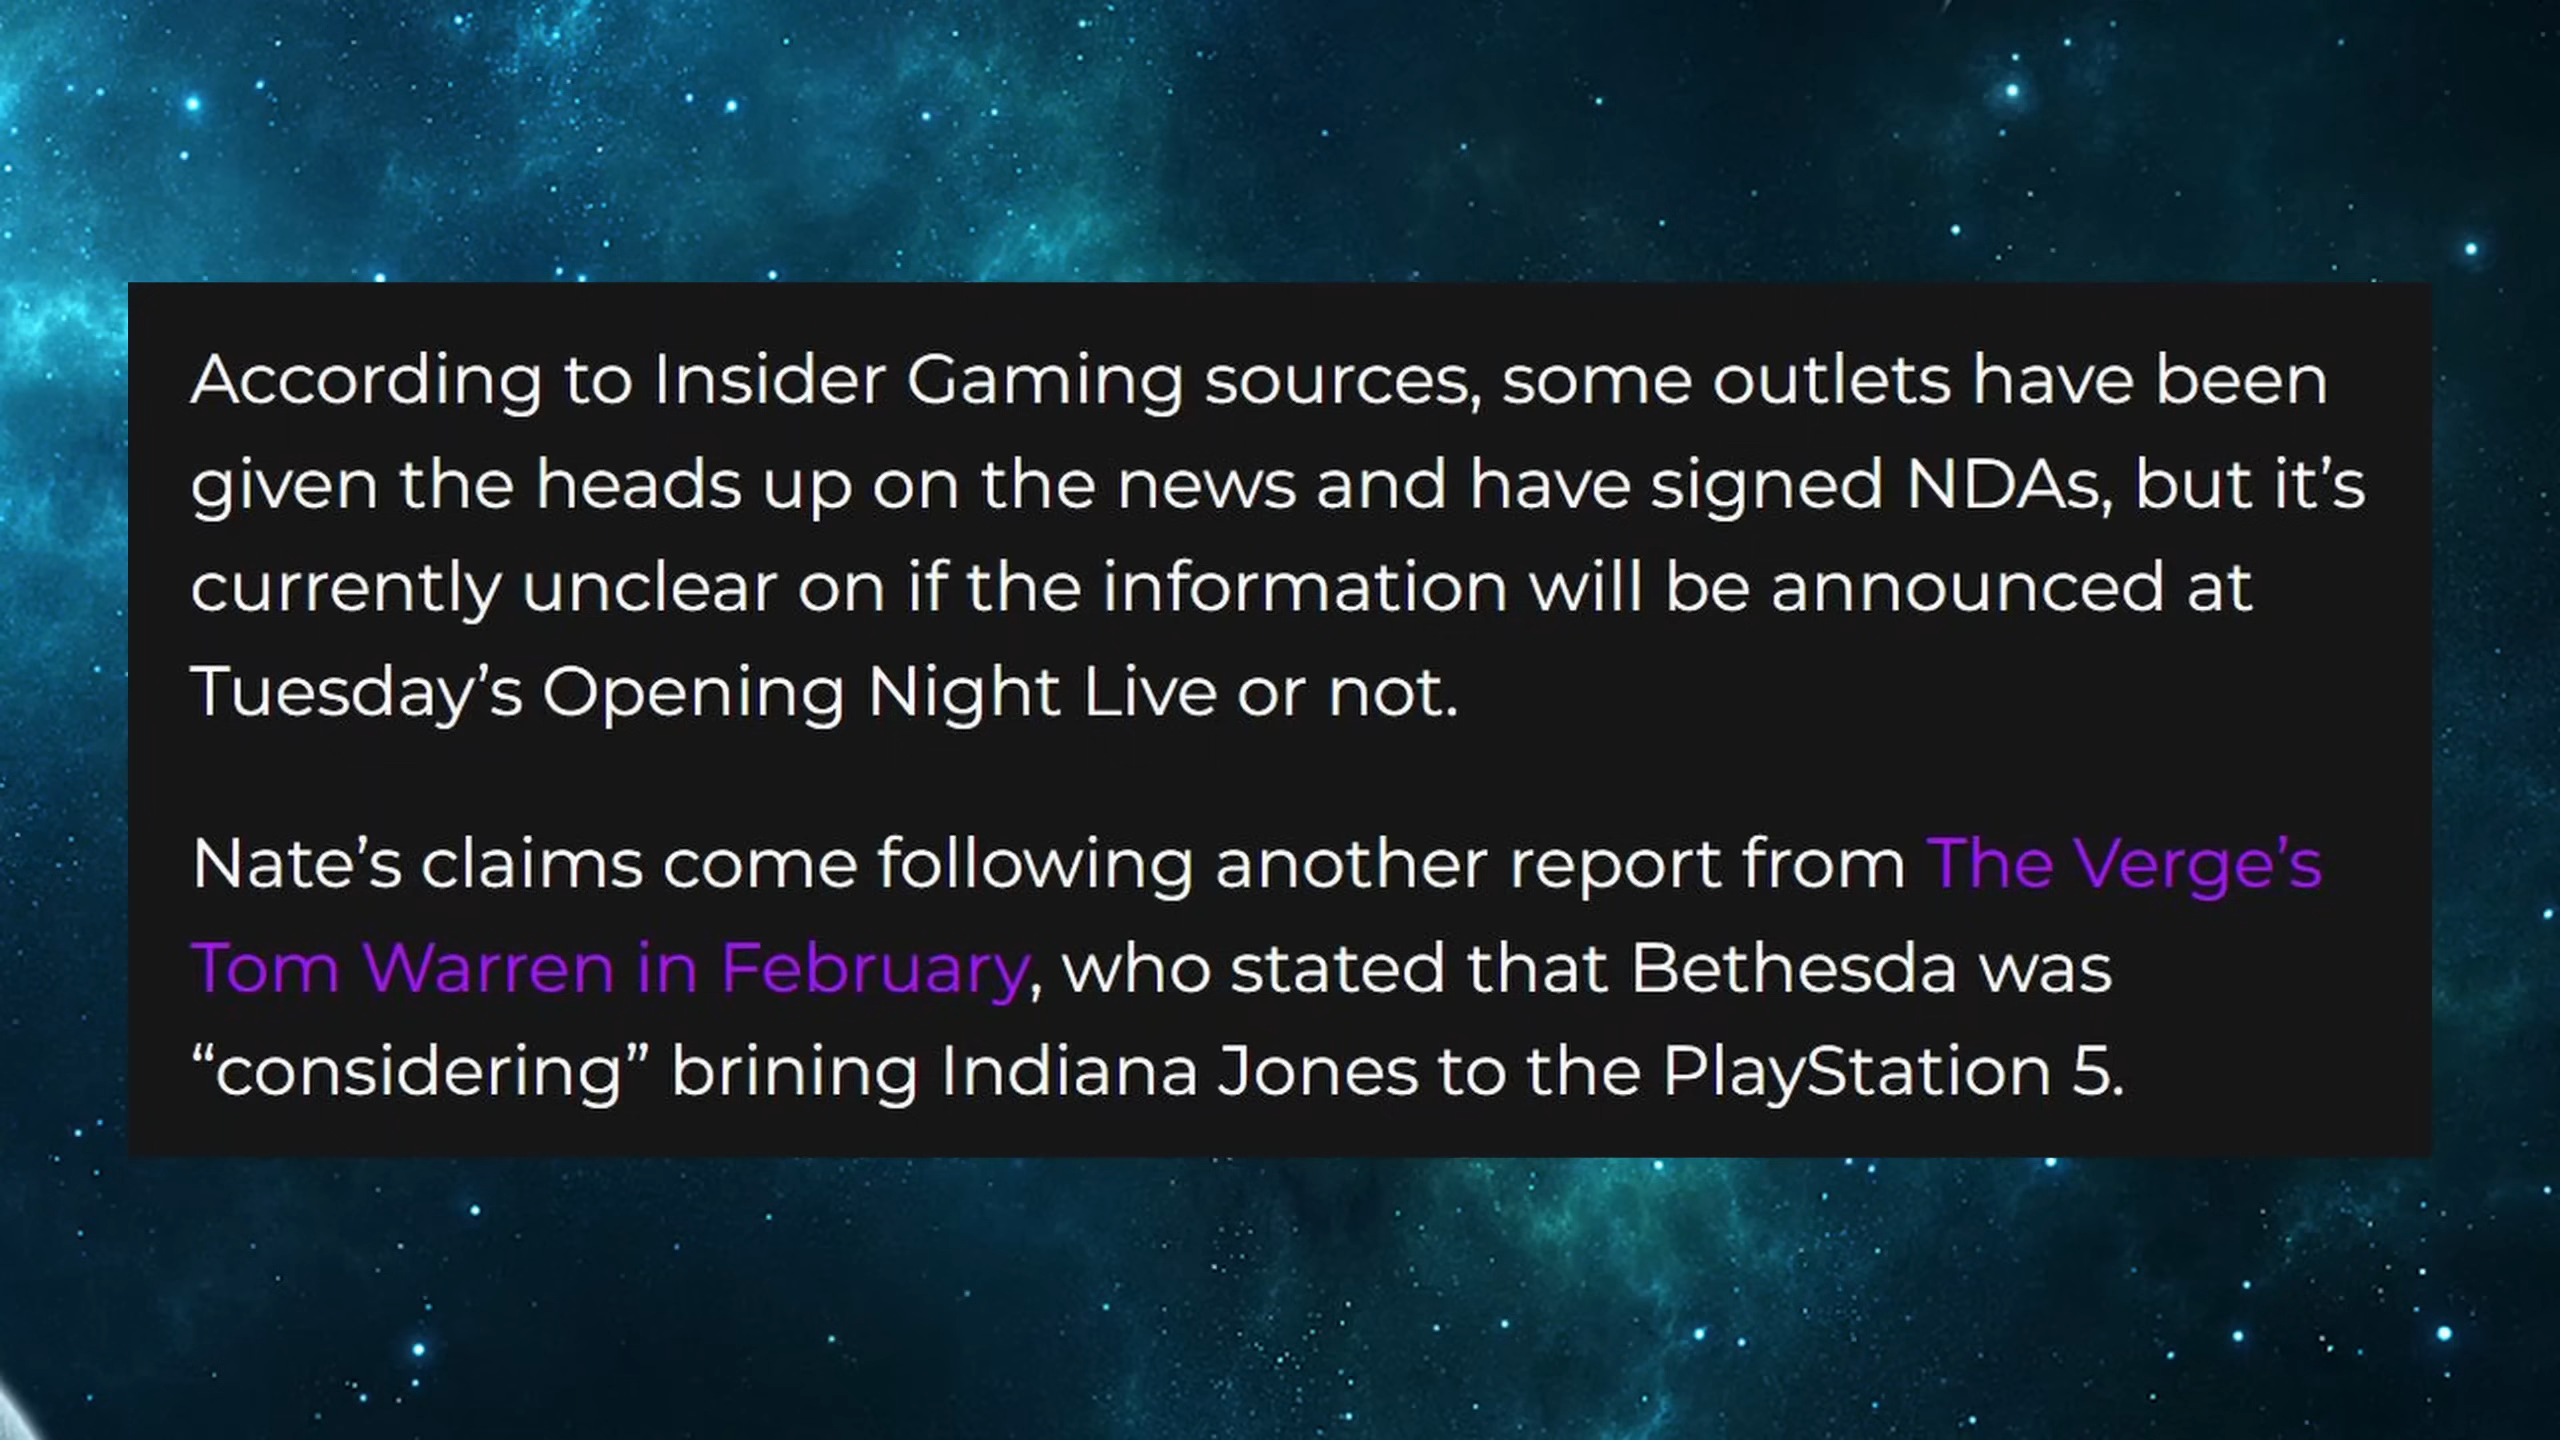 According to Insider Gaming sources, some outlets have been
given the heads up on the news and have signed NDAs, but it’s
currently unclear on if the information will be announced at
Tuesday’s Opening Night Live or not.
Nate’s claims come following another report from The Verge’s
Tom Warren in February, who stated that Bethesda was
“considering” brining Indiana Jones to the PlayStation 5.